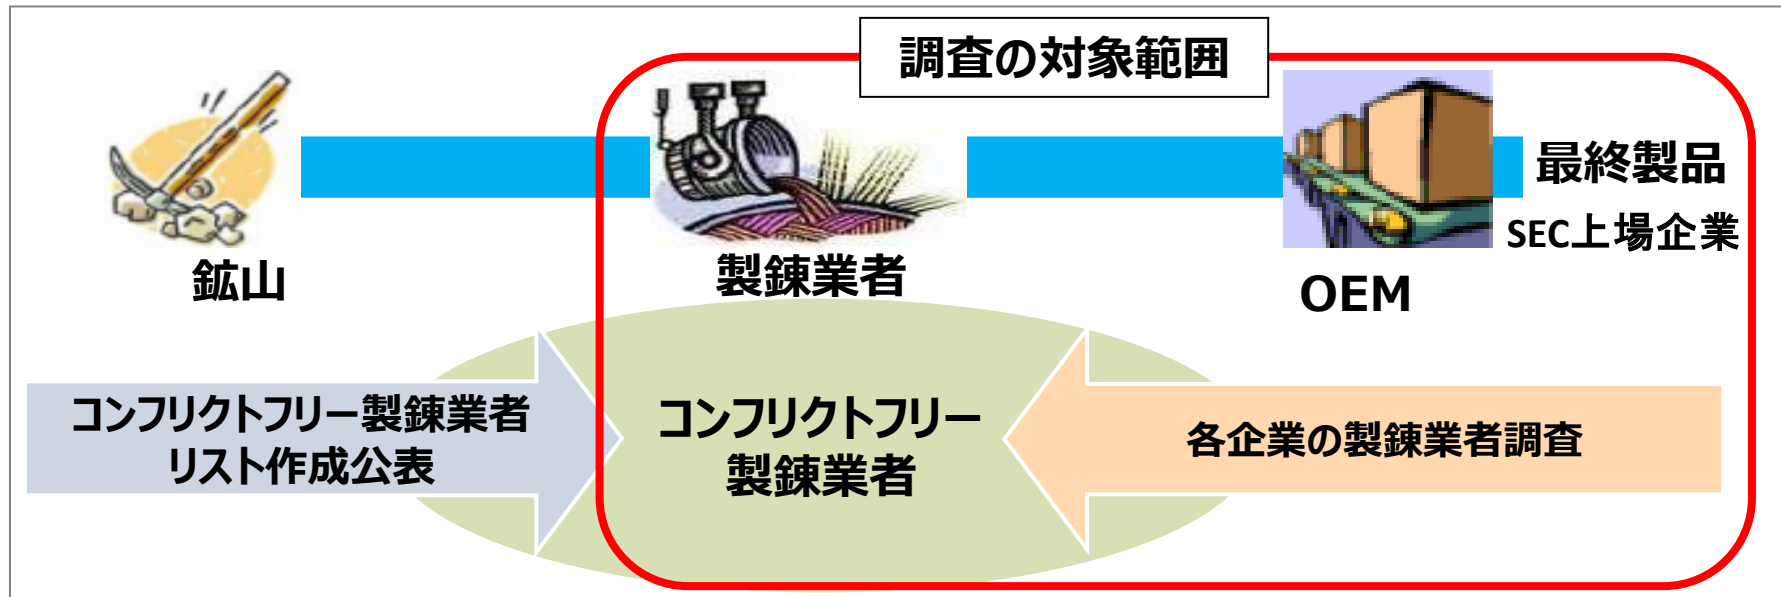 調査の対象範囲
最終製品
SEC上場企業
鉱山
製錬業者
OEM
コンフリクトフリー製錬業者
リスト作成公表
コンフリクトフリー
製錬業者
各企業の製錬業者調査